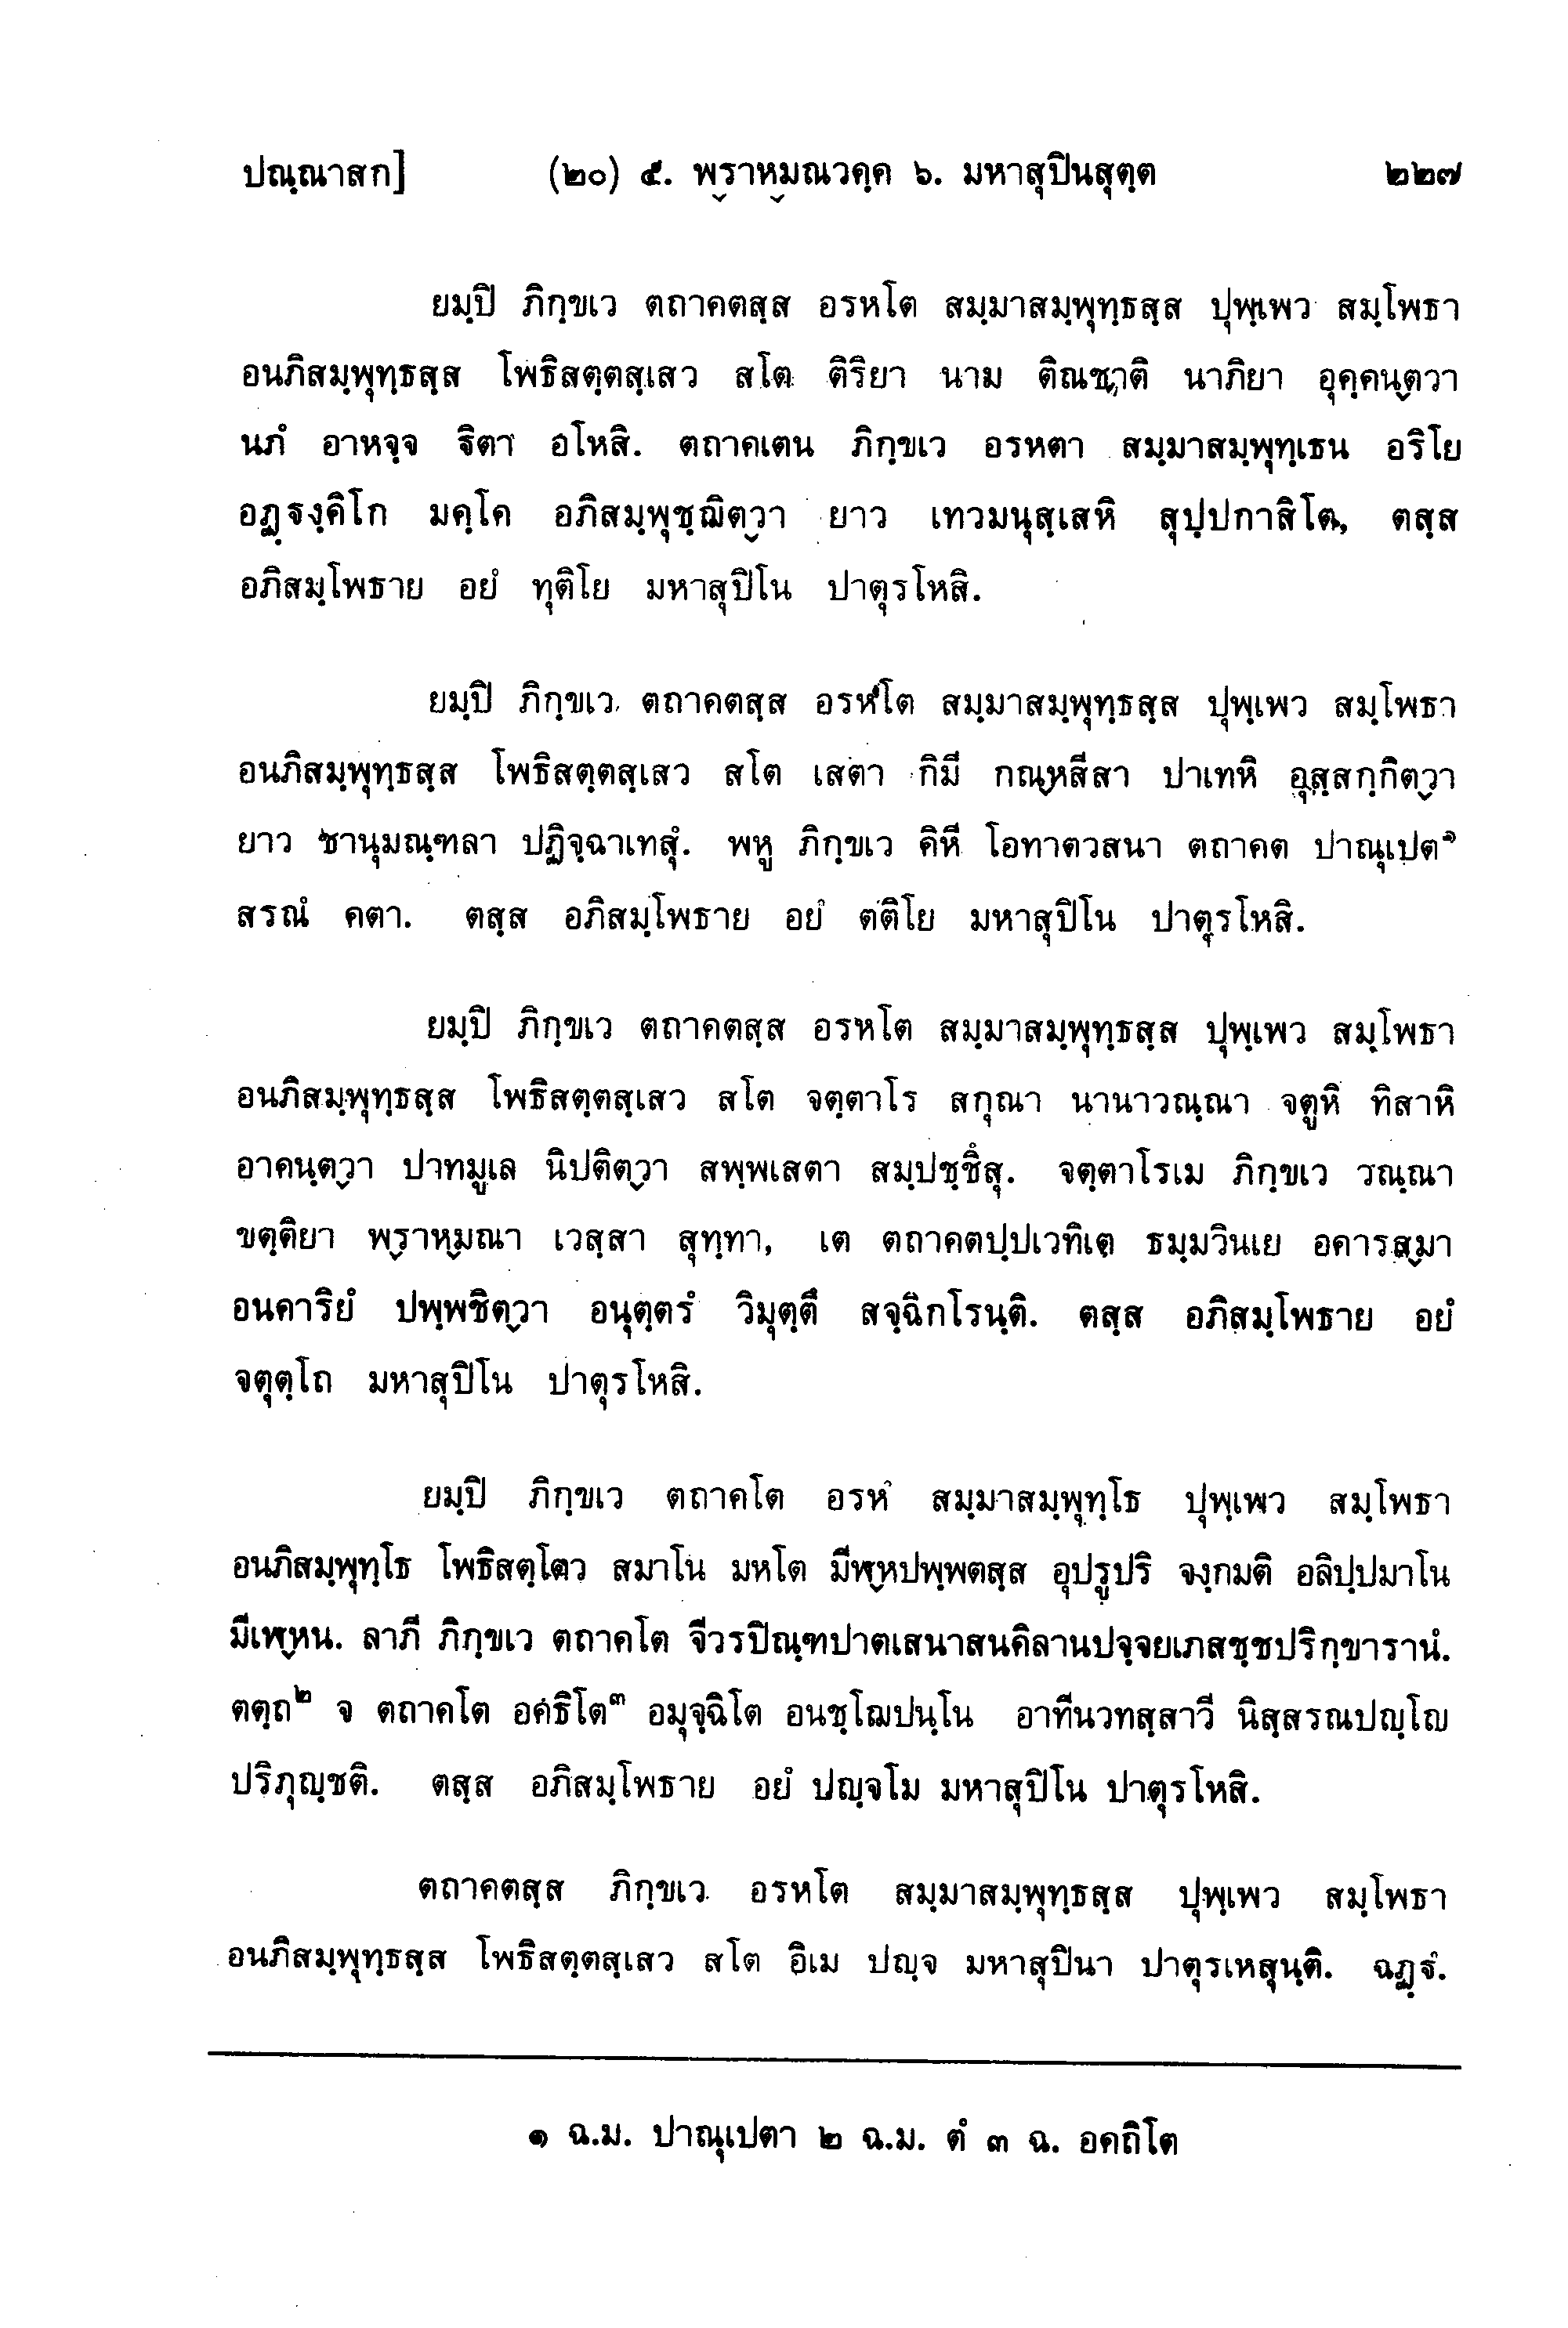 ปณฺณาสก] (๒๐) ๕. พฺราหฺมณวคฺค ๖. มหาสุปินสุตฺต ๒๒๗
ยมฺปิ ภิกฺขเว ตถาคตสฺส อรหโต สมฺมาสมฺพุทฺธสฺส ปุพฺเพว สมฺโพธา
อนภิสมฺพุทฺธสฺส โพธิสตฺตสฺเสว สโต ติริยา นาม ติณชาติ นาภิยา อุคฺคนฺตฺวา
นภํ อาหจฺจ ฐิตา อโหสิ. ตถาคเตน ภิกฺขเว อรหตา สมฺมาสมฺพุทฺเธน อริโย
อฏฺฐงฺคิโก มคฺโค อภิสมฺพุชฺฌิตฺวา ยาว เทวมนุสฺเสหิ สุปฺปกาสิโต, ตสฺส
อภิสมฺโพธาย อยํ ทุติโย มหาสุปิโน ปาตุรโหสิ.
ยมฺปิ ภิกฺขเว ตถาคตสฺส อรหโต สมฺมาสมฺพุทฺธสฺส ปุพฺเพว สมฺโพธา
อนภิสมฺพุทฺธสฺส โพธิสตฺตสฺเสว สโต เสตา กิมี กณฺหสีสา ปาเทหิ อุสฺสกฺกิตฺวา
ยาว ชานุมณฺฑลา ปฏิจฺฉาเทสุํ. พหู ภิกฺขเว คิหี โอทาตวสนา ตถาคต ปาณุเปต๑
สรณํ คตา. ตสฺส อภิสมฺโพธาย อยํ ตติโย มหาสุปิโน ปาตุรโหสิ.
ยมฺปิ ภิกฺขเว ตถาคตสฺส อรหโต สมฺมาสมฺพุทฺธสฺส ปุพฺเพว สมฺโพธา
อนภิสมฺพุทฺธสฺส โพธิสตฺตสฺเสว สโต จตฺตาโร สกุณา นานาวณฺณา จตูหิ ทิสาหิ
อาคนฺตฺวา ปาทมูเล นิปติตฺวา สพฺพเสตา สมฺปชฺชึสุ. จตฺตาโรเม ภิกฺขเว วณฺณา
ขตฺติยา พฺราหฺมณา เวสฺสา สุทฺทา, เต ตถาคตปฺปเวทิเต ธมฺมวินเย อคารสฺมา
อนคาริยํ ปพฺพชิตฺวา อนุตฺตรํ วิมุตฺตึ สจฺฉิกโรนฺติ. ตสฺส อภิสมฺโพธาย อยํ
จตุตฺโถ มหาสุปิโน ปาตุรโหสิ.
ยมฺปิ ภิกฺขเว ตถาคโต อรหํ สมฺมาสมฺพุทฺโธ ปุพฺเพว สมฺโพธา
อนภิสมฺพุทฺโธ โพธิสตฺโตว สมาโน มหโต มีฬฺหปพฺพตสฺส อุปรูปริ จงฺกมติ อลิปฺปมาโน
มีเฬฺหน. ลาภี ภิกฺขเว ตถาคโต จีวรปิณฺฑปาตเสนาสนคิลานปจฺจยเภสชฺชปริกฺขารานํ.
ตตฺถ๒ จ ตถาคโต อคธิโต๓ อมุจฺฉิโต อนชฺโฌปนฺโน อาทีนวทสฺสาวี นิสฺสรณปญฺโญ
ปริภุญฺชติ. ตสฺส อภิสมฺโพธาย อยํ ปญฺจโม มหาสุปิโน ปาตุรโหสิ.
ตถาคตสฺส ภิกฺขเว อรหโต สมฺมาสมฺพุทฺธสฺส ปุพฺเพว สมฺโพธา
อนภิสมฺพุทฺธสฺส โพธิสตฺตสฺเสว สโต อิเม ปญฺจ มหาสุปินา ปาตุรเหสุนฺติ. ฉฏฺฐํ.
๑ ฉ.ม. ปาณุเปตา ๒ ฉ.ม. ตํ ๓ ฉ. อคถิโต